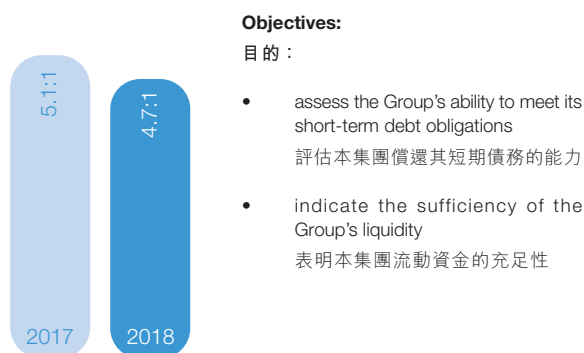 5.1:1
2017
4.7:1
2018
Objectives:
目的：
• assess the Group’s ability to meet its
short-term debt obligations
評估本集團償還其短期債務的能力
• indicate the sufficiency of the
Group’s liquidity
表明本集團流動資金的充足性